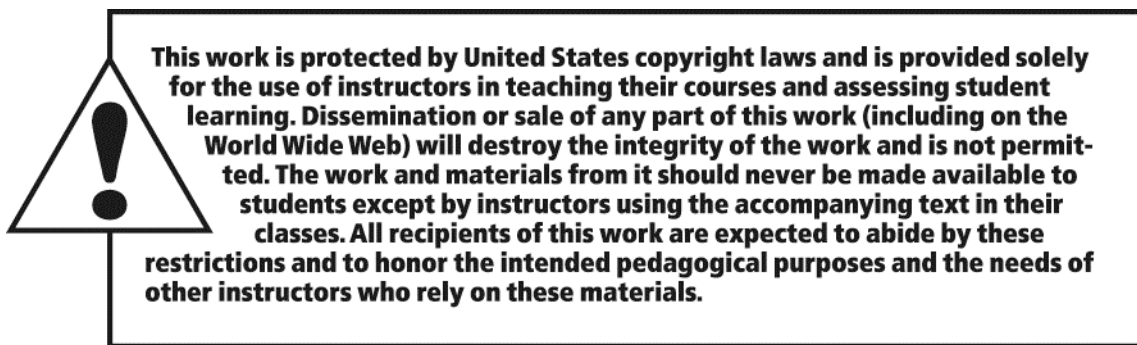 This work is protected by United States copyright laws and is provided solely
for the use of instructors in teaching their courses and assessing student
learning. Dissemination or sale of any part of this work (including on the
World Wide Web) will destroy the integrity of the work and is not permit-
ted. The work and materials from it should never be made available to
students except by instructors using the accompanying text in their
classes. All recipients of this work are expected to abide by these
restrictions and to honor the intended pedagogical purposes and the needs of
other instructors who rely on these materials.